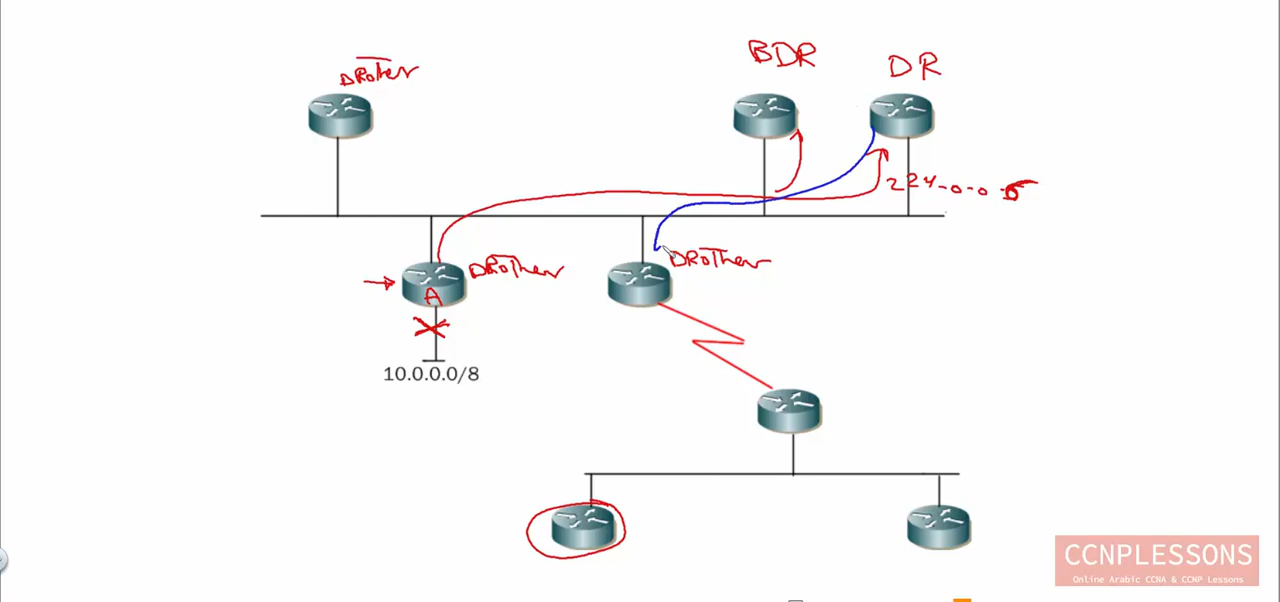 DRother
BDR
DR
224.0.0.6
DROTher
DROTher
A
10.0.0.0/8
CCNPLESSONS
Online Arabic CCNA & CCNP Lessons